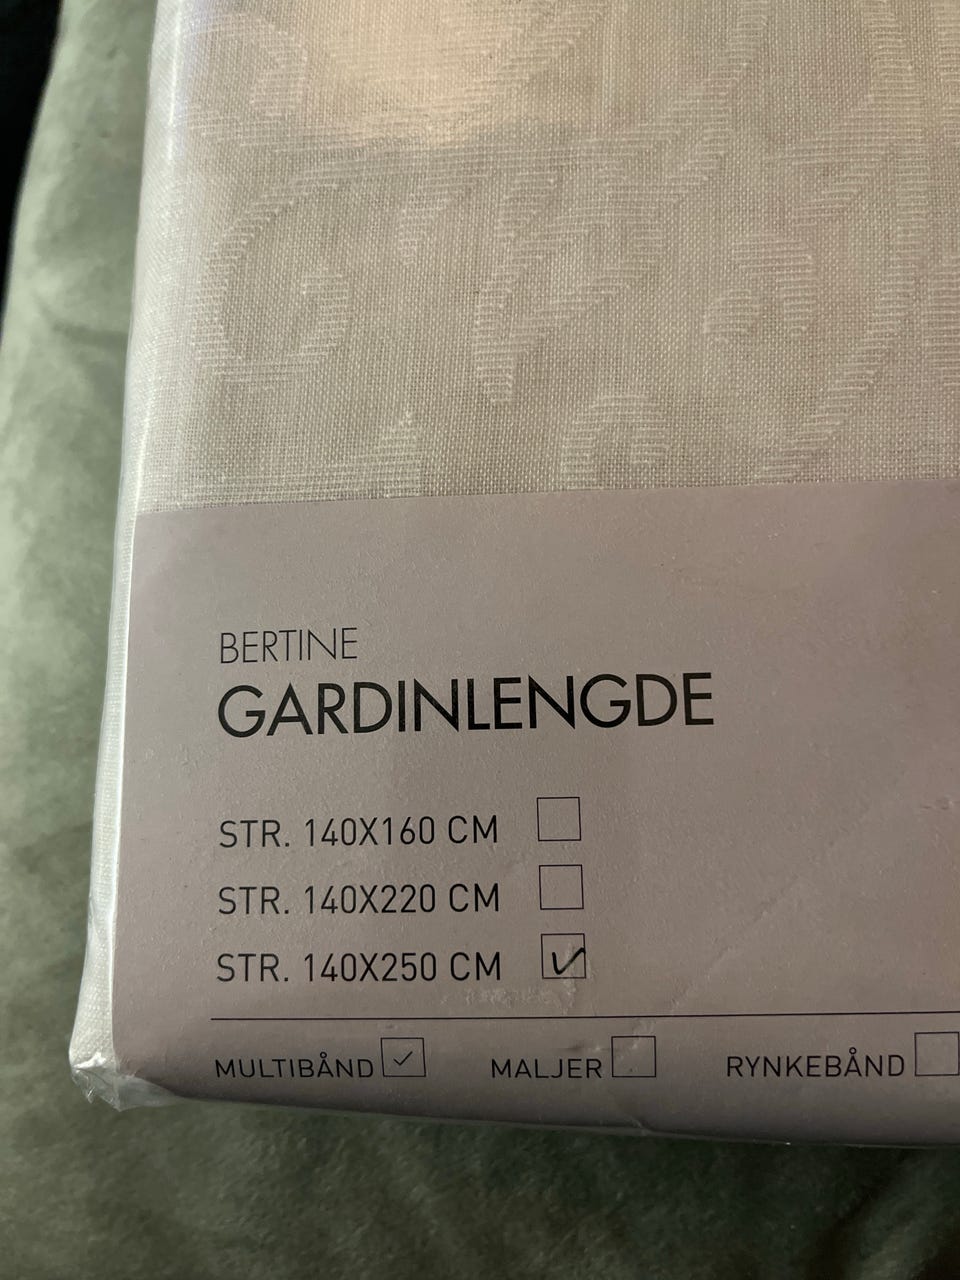 BERTINE
GARDINLENGDE
STR. 140X160 CM
STR. 140X220 CM
STR. 140X250 CM
MULTIBÅND MALJER RYNKEBÅND